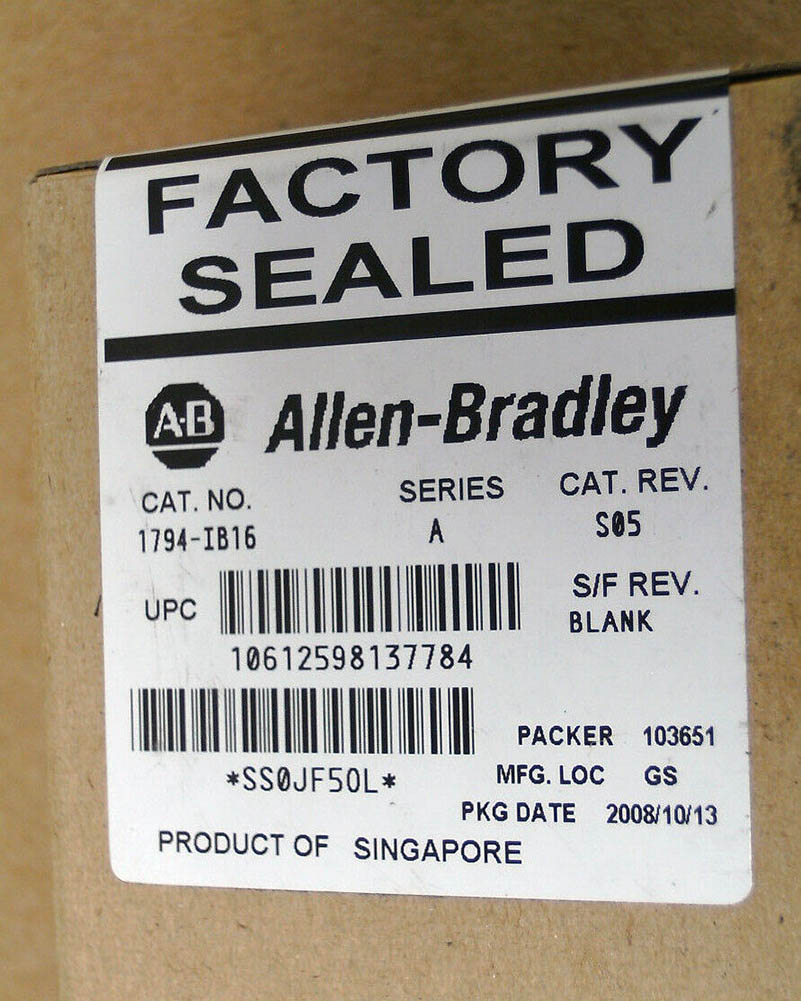 FACTORY
SEALED
A·B Allen-Bradley
CAT. NO. SERIES CAT. REV.
1794-IB16 A S05
UPC S/F REV.
BLANK
10612598137784
PACKER 103651
*SS0JF50L* MFG. LOC GS
PKG DATE 2008/10/13
PRODUCT OF SINGAPORE